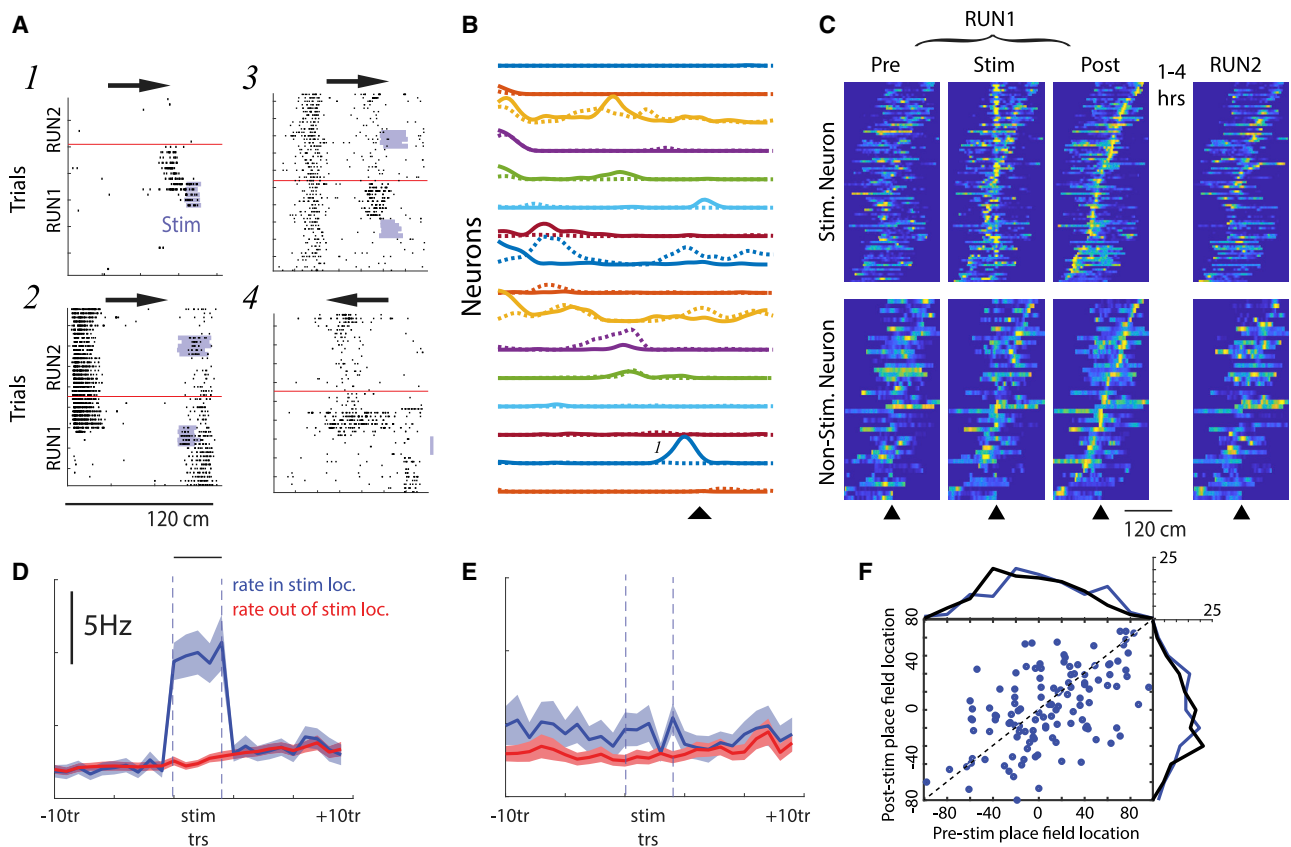 A
1
3
RUN2
RUN1
Trials
Stim
2
4
RUN2
RUN1
Trials
120 cm
B
Neurons
1
C
RUN1
Pre
Stim
Post
1-4
hrs
RUN2
Stim. Neuron
Non-Stim. Neuron
120 cm
D
rate in stim loc.
rate out of stim loc.
5Hz
-10tr
stim
trs
+10tr
E
-10tr
stim
trs
+10tr
F
25
25
80
40
0
-40
-80
Post-stim place field location
-80
-40
0
40
80
Pre-stim place field location